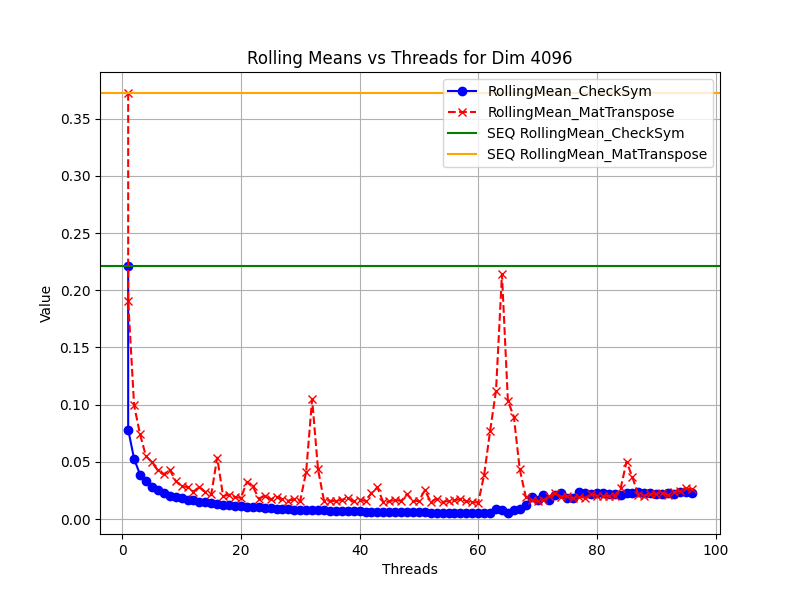 Rolling Means vs Threads for Dim 4096
RollingMean_CheckSym
RollingMean_MatTranspose
SEQ RollingMean_CheckSym
SEQ RollingMean_MatTranspose
Value
0.35
0.30
0.25
0.20
0.15
0.10
0.05
0.00
0 20 40 60 80 100
Threads